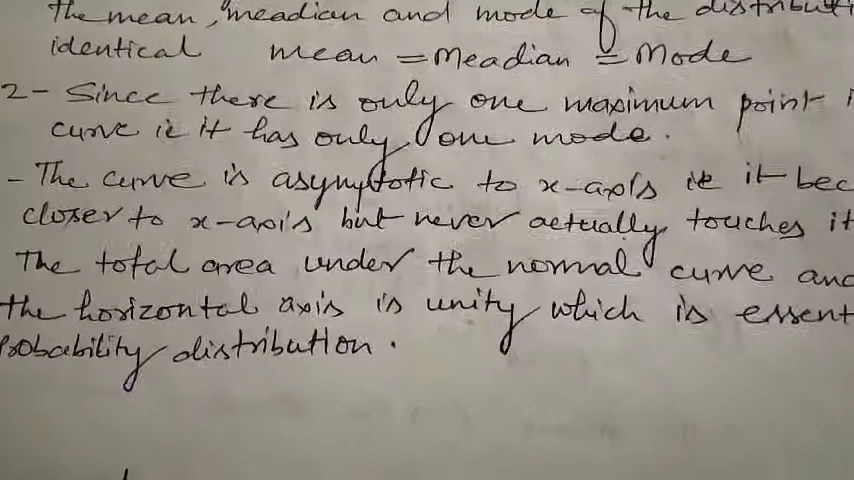 the mean, meadian and mode of the distributi
identical mean = Meadian = Mode
2- Since there is only one maximum point i
curve ie it has only one mode.
- The curve is asymptotic to x-axis ie it bec
closer to x-axis but never actually touches it
The total area under the normal curve and
the horizontal axis is unity which is essent
Probability distribution.